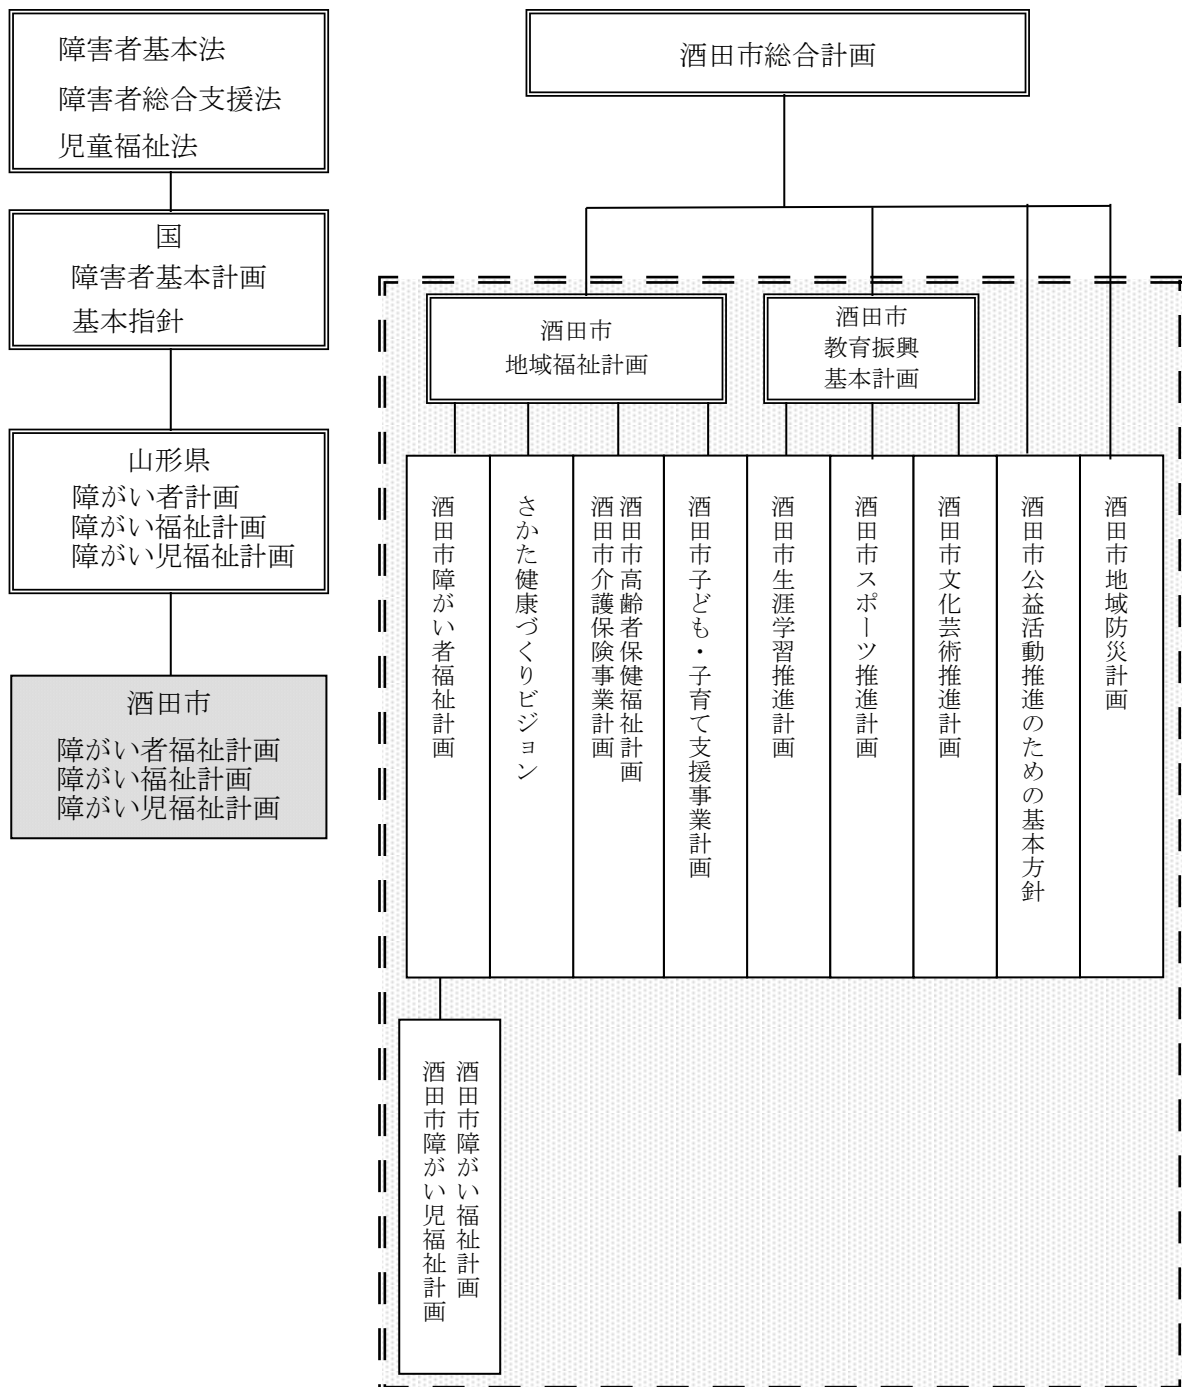 障害者基本法
障害者総合支援法
児童福祉法
国
障害者基本計画
基本指針
山形県
障がい者計画
障がい福祉計画
障がい児福祉計画
酒田市
障がい者福祉計画
障がい福祉計画
障がい児福祉計画
酒田市総合計画
酒田市
地域福祉計画
酒田市
教育振興
基本計画
酒田市障がい者福祉計画
さかた健康づくりビジョン
酒田市高齢者保健福祉計画
酒田市介護保険事業計画
酒田市子ども・子育て支援事業計画
酒田市生涯学習推進計画
酒田市スポーツ推進計画
酒田市文化芸術推進計画
酒田市公益活動推進のための基本方針
酒田市地域防災計画
酒田市障がい福祉計画
酒田市障がい児福祉計画